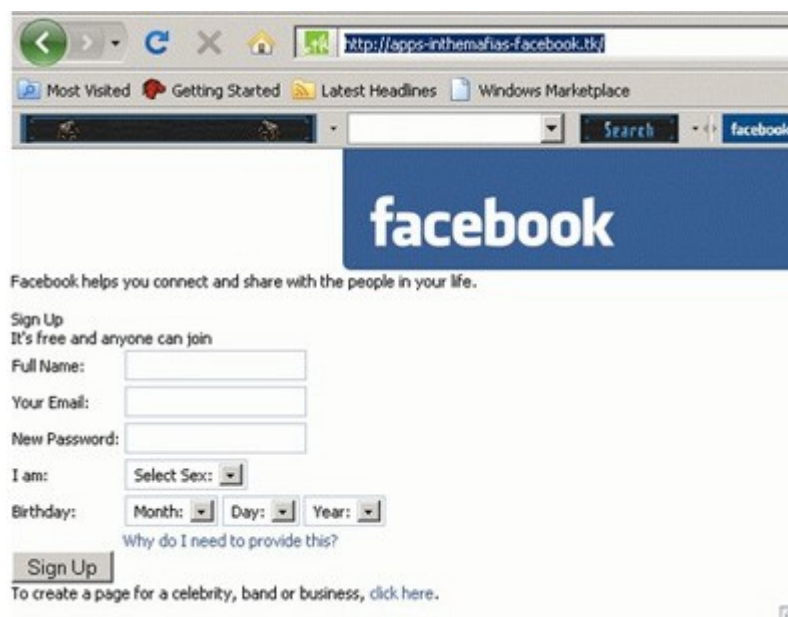 http://apps-inthemafias-facebook.tk/
Most Visited Getting Started Latest Headlines Windows Marketplace
Search facebook
facebook
Facebook helps you connect and share with the people in your life.
Sign Up
It's free and anyone can join
Full Name:
Your Email:
New Password:
I am: Select Sex:
Birthday: Month: Day: Year:
Why do I need to provide this?
Sign Up
To create a page for a celebrity, band or business, click here.